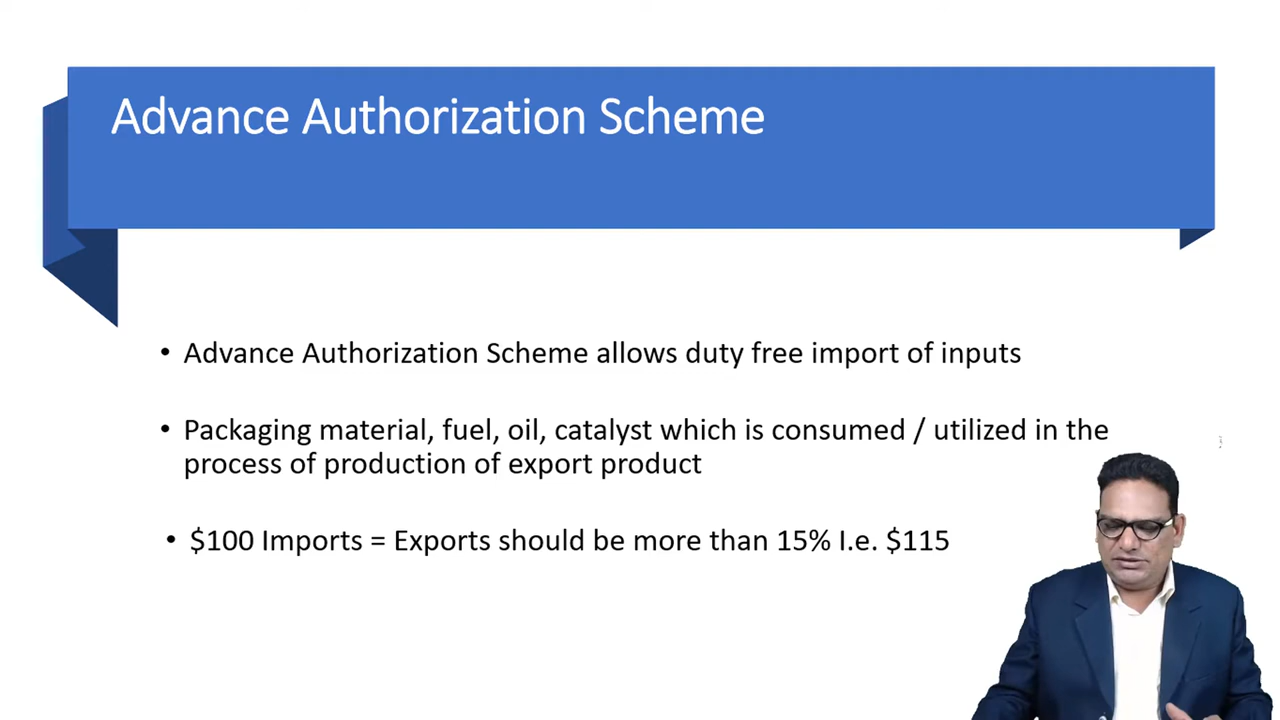 Advance Authorization Scheme
• Advance Authorization Scheme allows duty free import of inputs
• Packaging material, fuel, oil, catalyst which is consumed / utilized in the
process of production of export product
• $100 Imports = Exports should be more than 15% I.e. $115